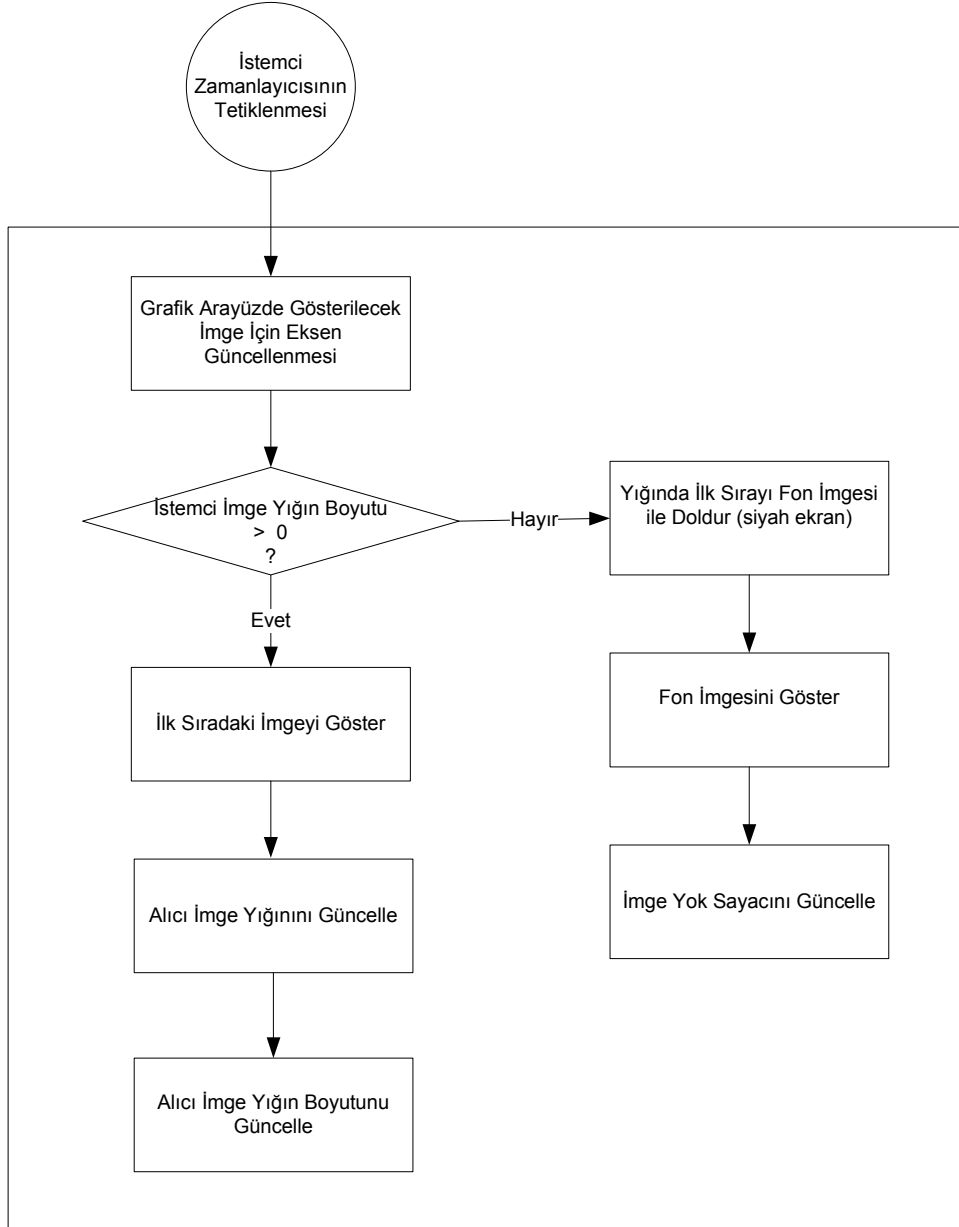 İstemci
Zamanlayıcısının
Tetiklenmesi
Grafik Arayüzde Gösterilecek
İmge İçin Eksen
Güncellenmesi
İstemci İmge Yığın Boyutu
> 0
?
Hayır
Yığında İlk Sırayı Fon İmgesi
ile Doldur (siyah ekran)
Evet
İlk Sıradaki İmgeyi Göster
Fon İmgesini Göster
Alıcı İmge Yığınını Güncelle
İmge Yok Sayacını Güncelle
Alıcı İmge Yığın Boyutunu
Güncelle